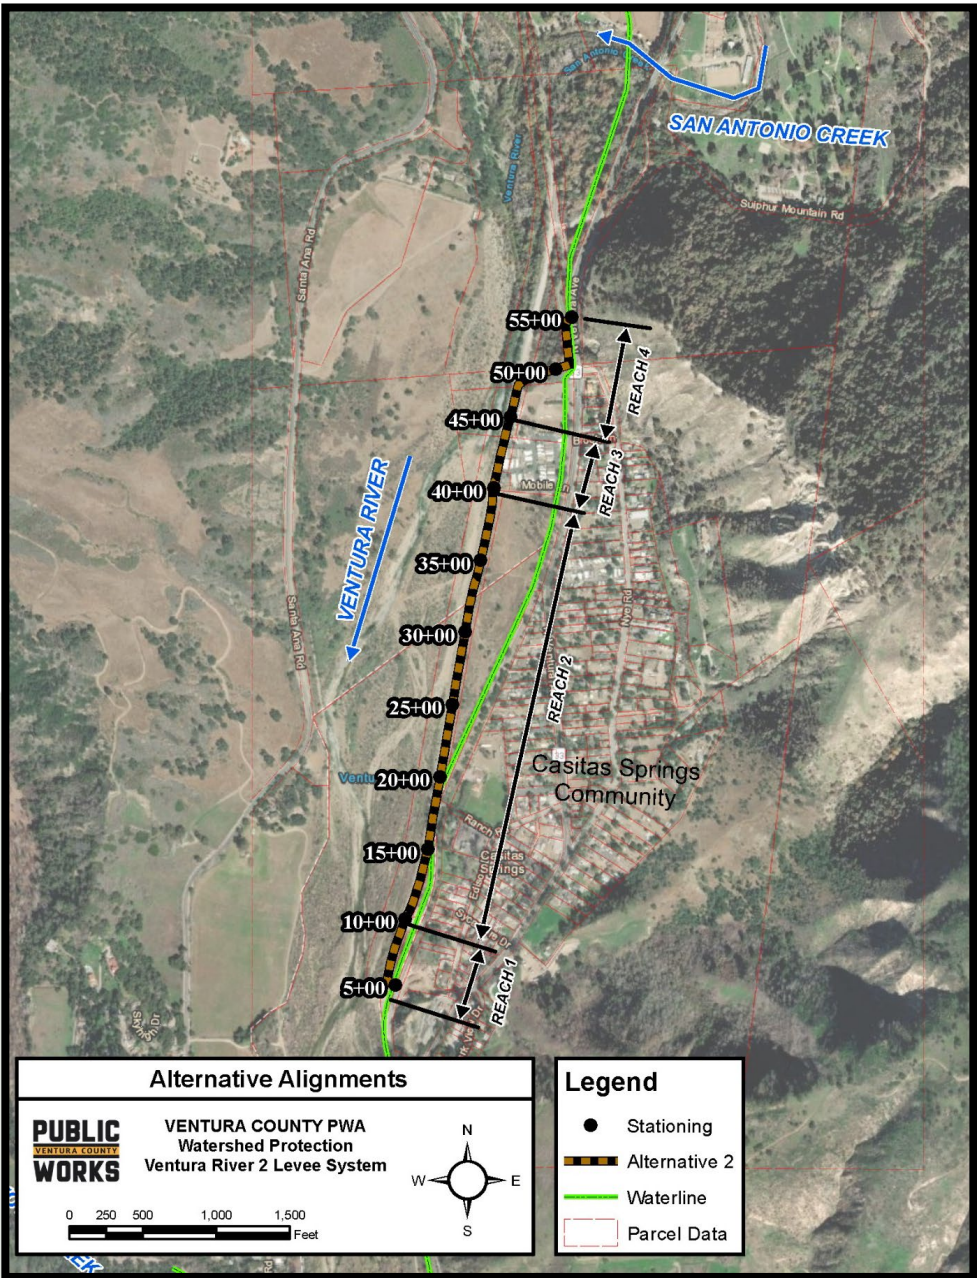 San Antonio Creek
SAN ANTONIO CREEK
Ventura River
Sulphur Mountain Rd
Santa Ana Rd
55+00
50+00
45+00
40+00
35+00
30+00
25+00
20+00
15+00
10+00
5+00
REACH 4
REACH 3
REACH 2
REACH 1
Mobile Ln
VENTURA RIVER
Nye Rd
Santa Ana Rd
Casitas Springs
Community
Casitas
Springs
Alternative Alignments
PUBLIC
VENTURA COUNTY
WORKS
VENTURA COUNTY PWA
Watershed Protection
Ventura River 2 Levee System
N
W
E
S
0 250 500 1,000 1,500
Feet
Legend
Stationing
Alternative 2
Waterline
Parcel Data